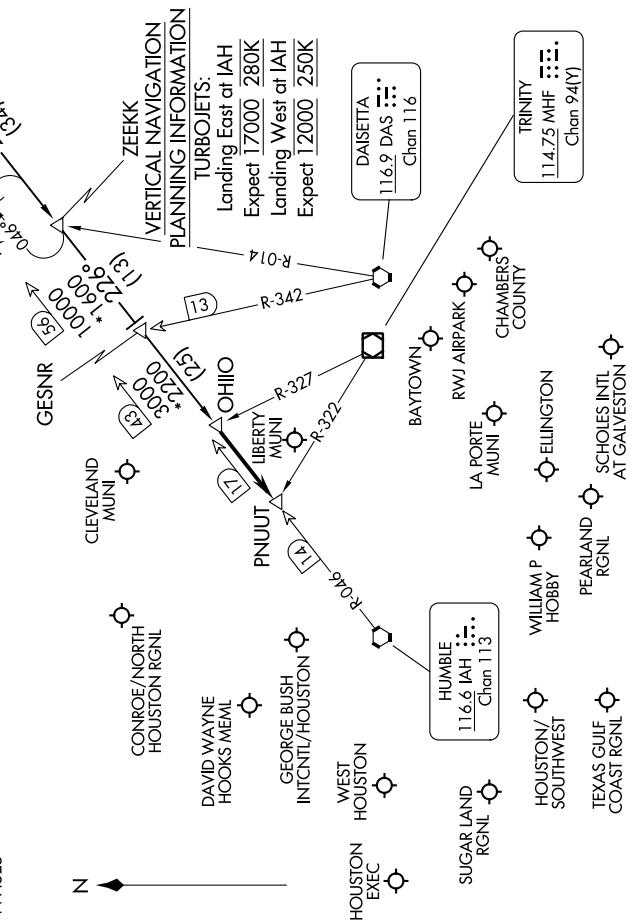 (34)
046°
ZEEKK
VERTICAL NAVIGATION
PLANNING INFORMATION
TURBOJETS:
Landing East at IAH
Expect 17000 280K
Landing West at IAH
Expect 12000 250K
56
10000
*1600
226°
(13)
GESNR
43
3000
*2200
(25)
13
R-014
R-342
DAISETTA
116.9 DAS
Chan 116
TRINITY
114.75 MHF
Chan 94(Y)
OHIIO
17
R-327
R-322
LIBERTY
MUNI
PNUUT
14
R-046
HUMBLE
116.6 IAH
Chan 113
CLEVELAND
MUNI
CONROE/NORTH
HOUSTON RGNL
DAVID WAYNE
HOOKS MEML
GEORGE BUSH
INTCNTL/HOUSTON
WEST
HOUSTON
HOUSTON
EXEC
SUGAR LAND
RGNL
HOUSTON/
SOUTHWEST
TEXAS GULF
COAST RGNL
WILLIAM P
HOBBY
PEARLAND
RGNL
ELLINGTON
LA PORTE
MUNI
BAYTOWN
RWJ AIRPARK
CHAMBERS
COUNTY
SCHOLES INTL
AT GALVESTON
N